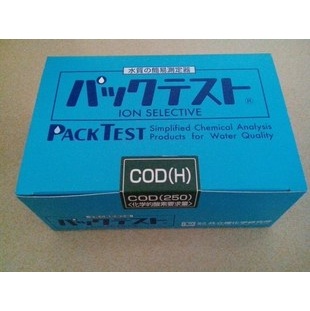 水質の簡易測定器
パックテスト®
ION SELECTIVE
PACKTEST
Simplified Chemical Analysis
Products for Water Quality
COD(H)
COD(250)
<化学的酸素要求量>
パックテスト